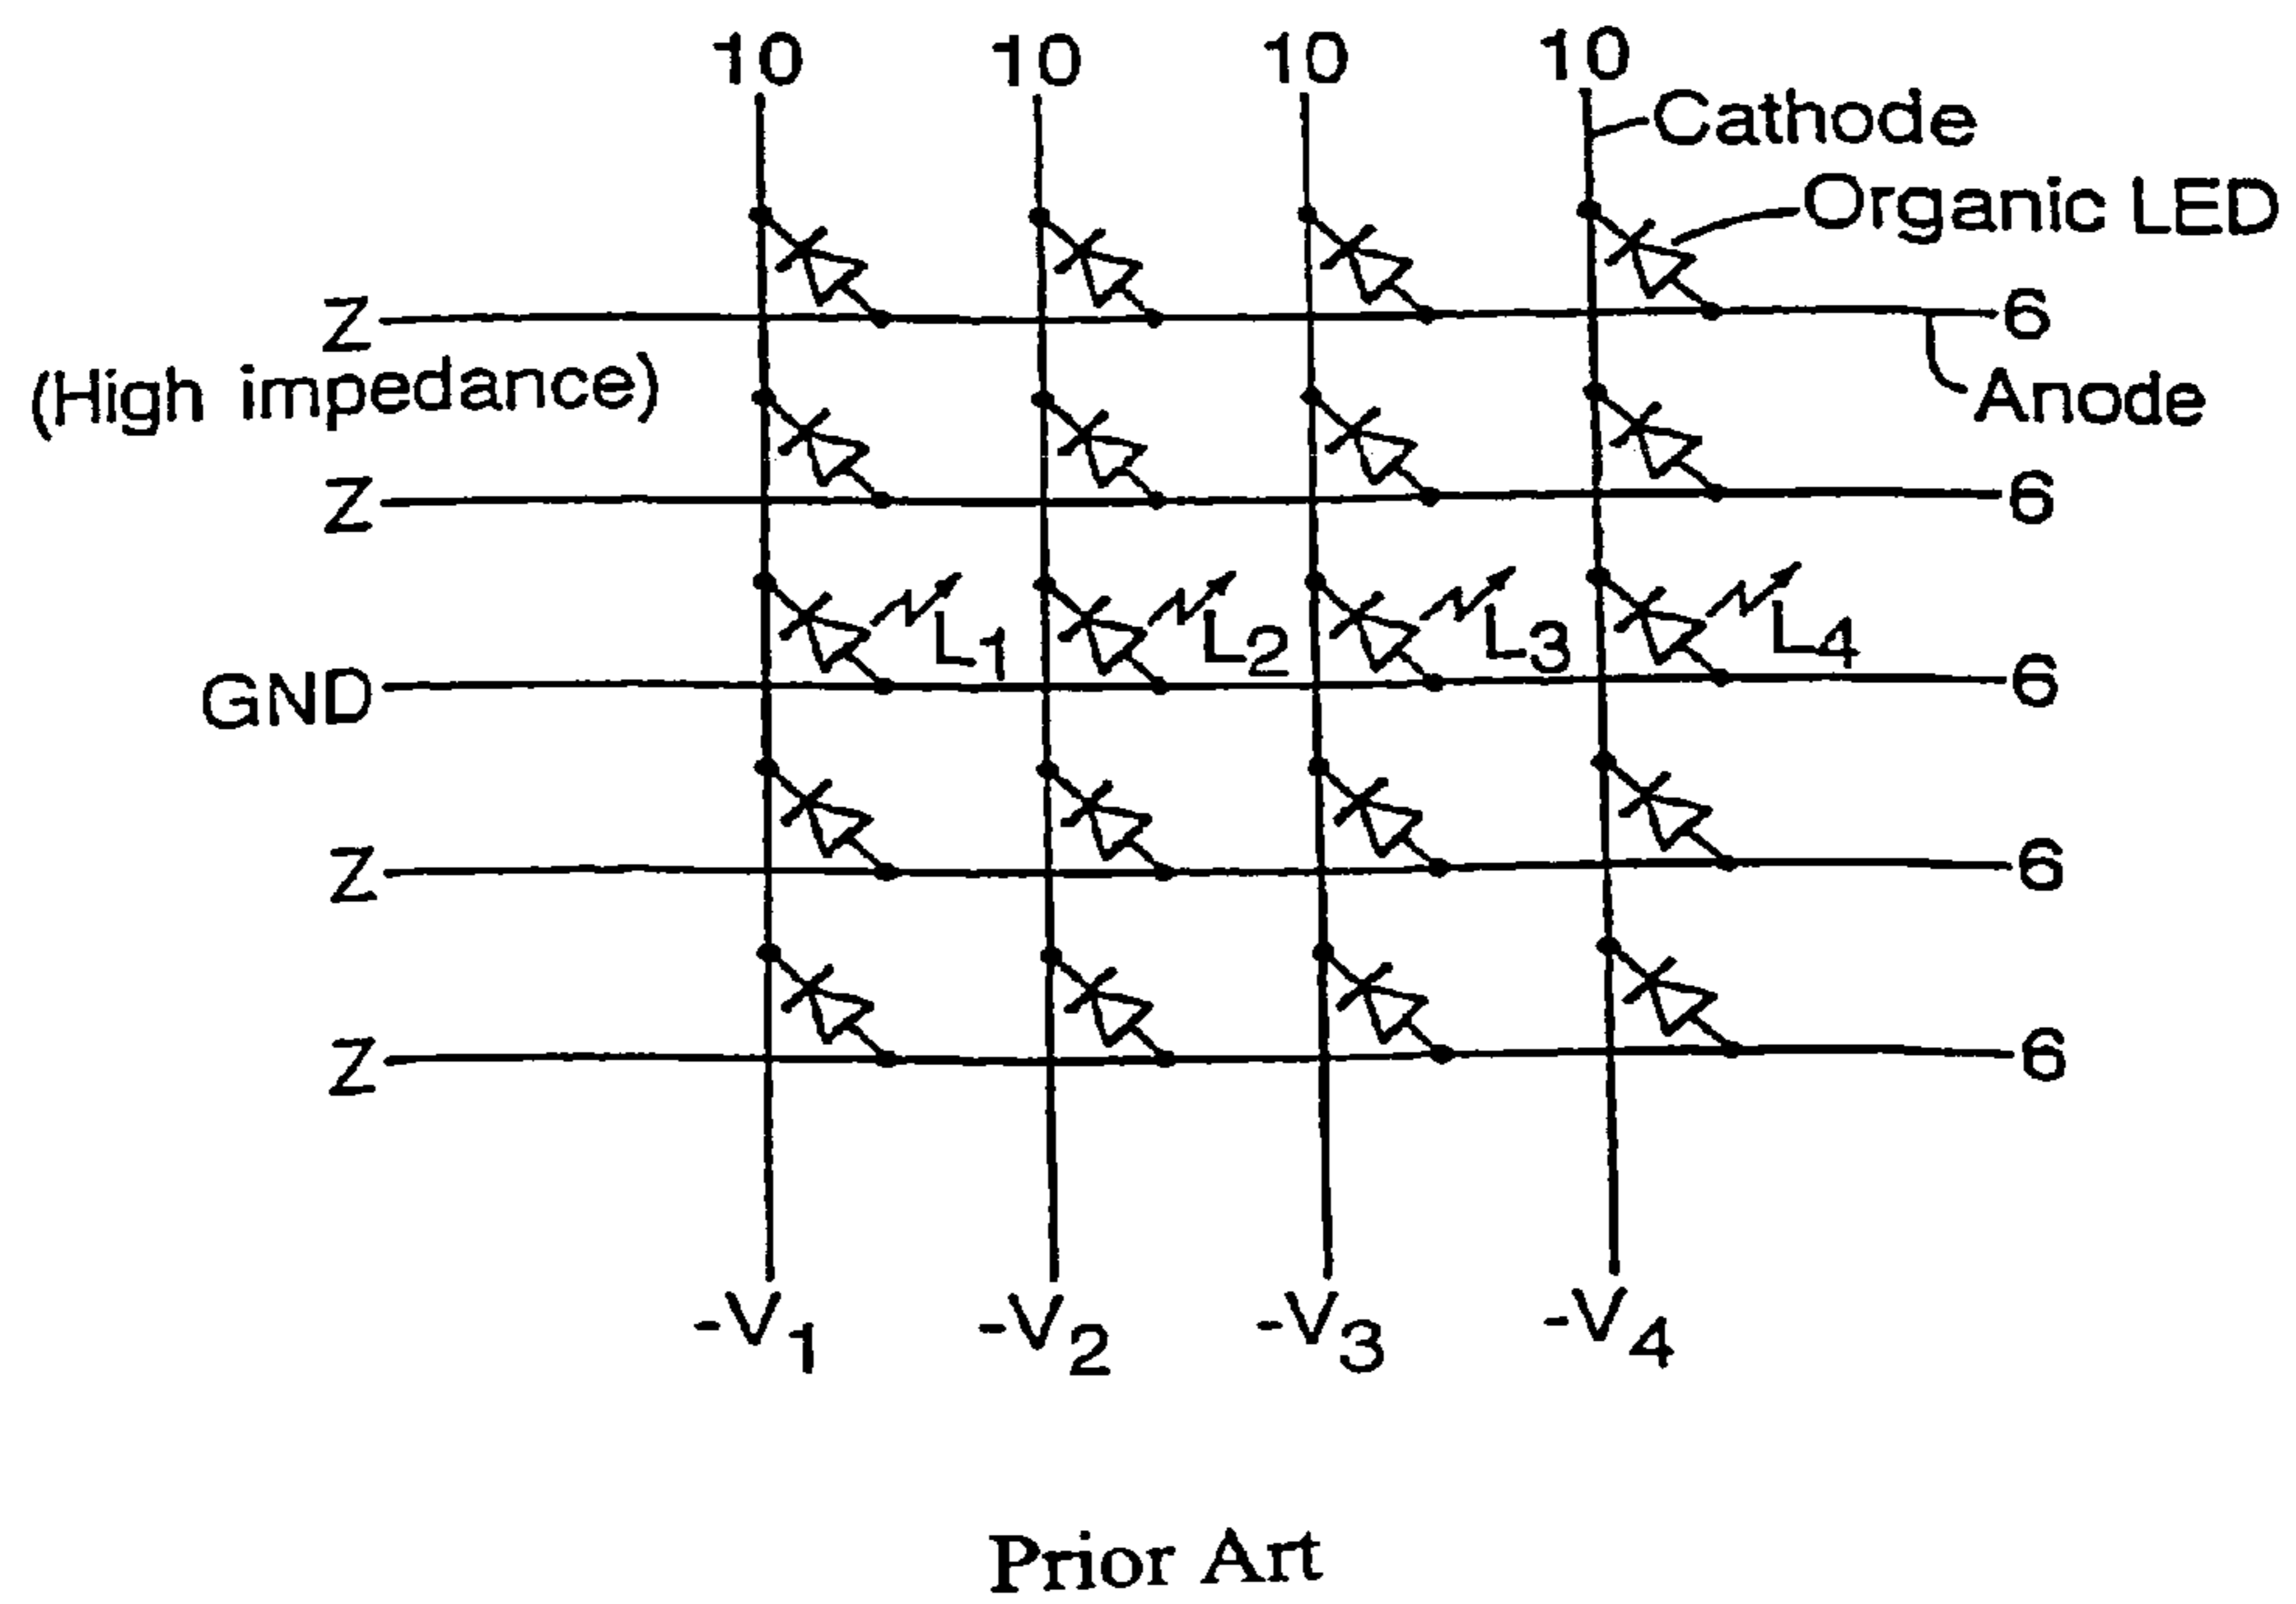 10 10 10 10
Cathode
Organic LED
Z 6
(High impedance)
Anode
Z 6
L1 L2 L3 L4
GND 6
Z 6
Z 6
-V1 -V2 -V3 -V4
Prior Art